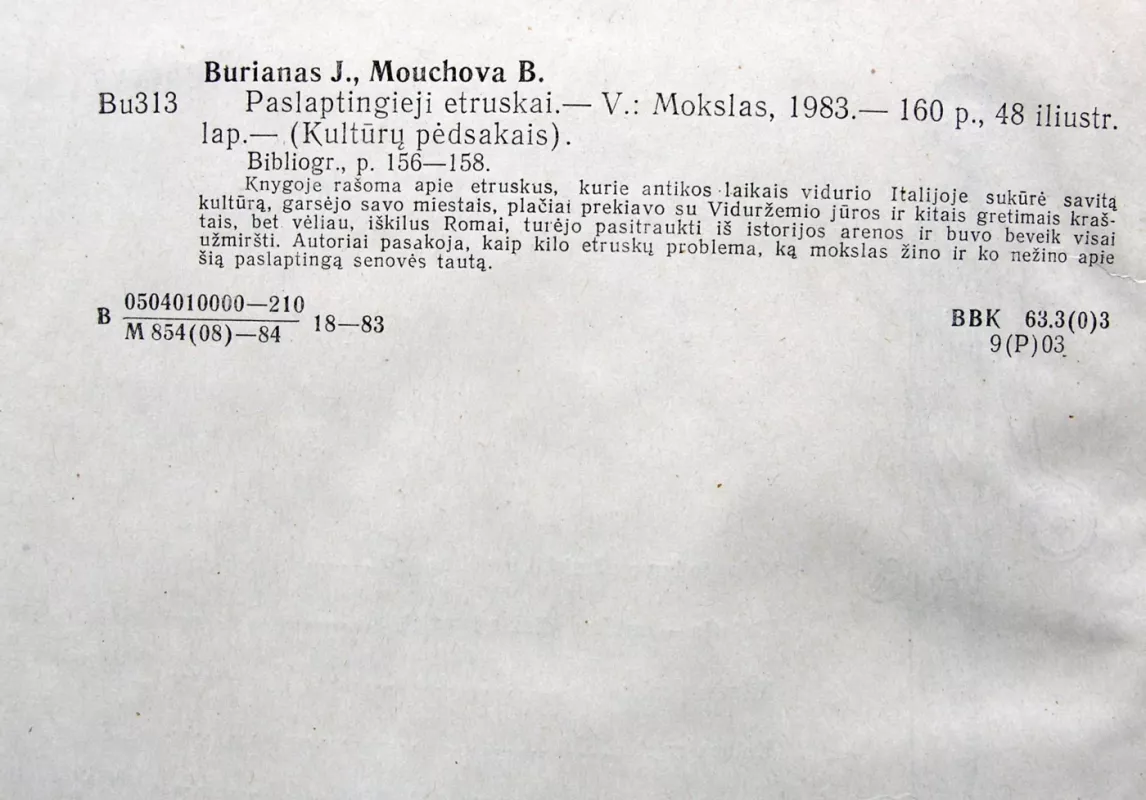 Burianas J., Mouchova B.
Bu313 Paslaptingieji etruskai.— V.: Mokslas, 1983.— 160 p., 48 iliustr.
lap.— (Kultūrų pėdsakais).
Bibliogr., p. 156—158.
Knygoje rašoma apie etruskus, kurie antikos laikais vidurio Italijoje sukūrė savitą
kultūrą, garsėjo savo miestais, plačiai prekiavo su Viduržemio jūros ir kitais gretimais kraš-
tais, bet vėliau, iškilus Romai, turėjo pasitraukti iš istorijos arenos ir buvo beveik visai
užmiršti. Autoriai pasakoja, kaip kilo etruskų problema, ką mokslas žino ir ko nežino apie
šią paslaptingą senovės tautą.
B 0504010000—210
M 854(08)—84 18—83
BBK 63.3(0)3
9(P)03